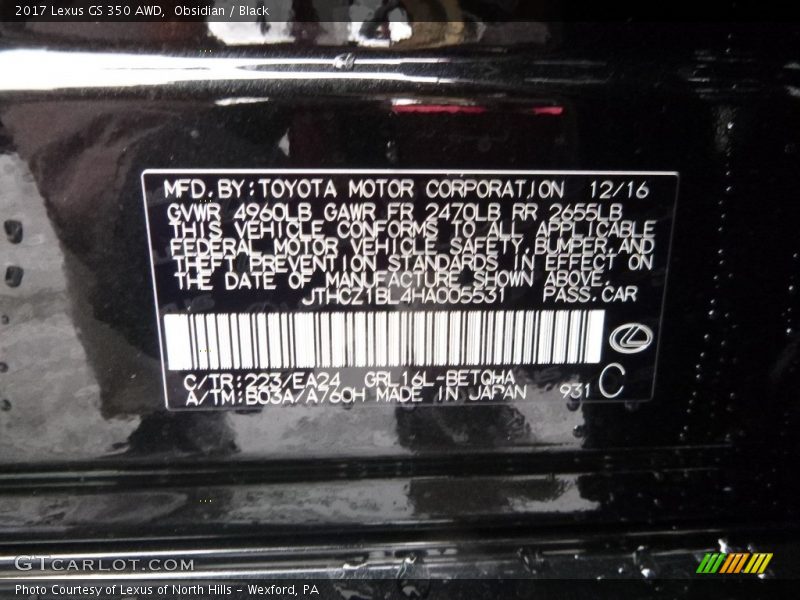 2017 Lexus GS 350 AWD, Obsidian / Black
MFD. BY: TOYOTA MOTOR CORPORATION 12/16
GVWR 4960LB GAWR FR 2470LB RR 2655LB
THIS VEHICLE CONFORMS TO ALL APPLICABLE
FEDERAL MOTOR VEHICLE SAFETY, BUMPER, AND
THEFT PREVENTION STANDARDS IN EFFECT ON
THE DATE OF MANUFACTURE SHOWN ABOVE.
JTHCZ1BL4HA005531 PASS. CAR
C/TR: 223/EA24 GRL16L-BETQHA
A/TM: B03A/A760H MADE IN JAPAN 931 C
GTCARLOT.COM
Photo Courtesy of Lexus of North Hills - Wexford, PA